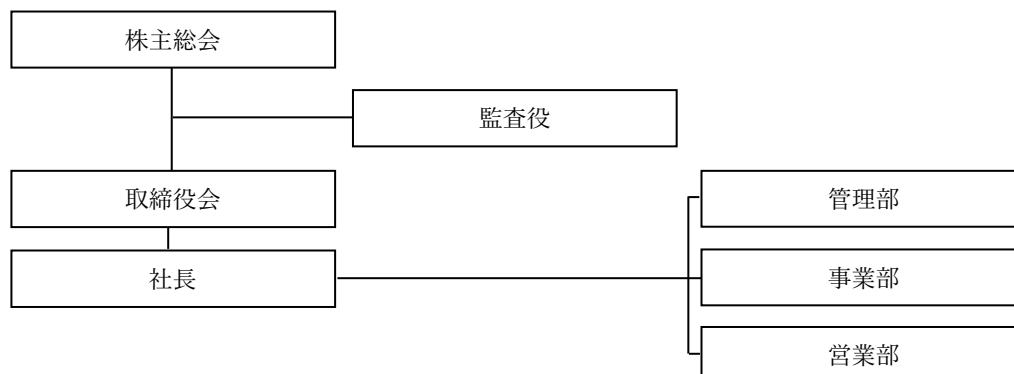 株主総会
監査役
取締役会
社長
管理部
事業部
営業部